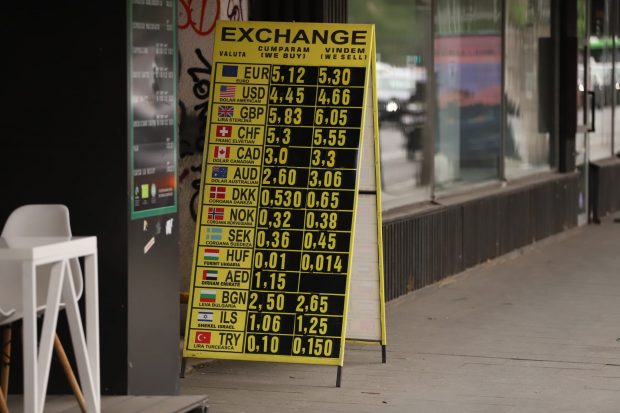 EXCHANGE
VALUTA CUMPARAM (WE BUY) VINDEM (WE SELL)
EUR EURO 5,12 5,30
USD DOLAR AMERICAN 4,45 4,66
GBP LIRA STERLINA 5,83 6,05
CHF FRANC ELVETIAN 5,3 5,55
CAD DOLAR CANADIAN 3,0 3,3
AUD DOLAR AUSTRALIAN 2,60 3,06
DKK COROANA DANEZA 0,530 0,65
NOK COROANA NORVEGIANA 0,32 0,38
SEK COROANA SUEDEZA 0,36 0,45
HUF FORINT UNGARIA 0,01 0,014
AED DIRHAM EMIRATE 1,15
BGN LEVA BULGARIA 2,50 2,65
ILS SHEKEL ISRAEL 1,06 1,25
TRY LIRA TURCEASCA 0,10 0,150